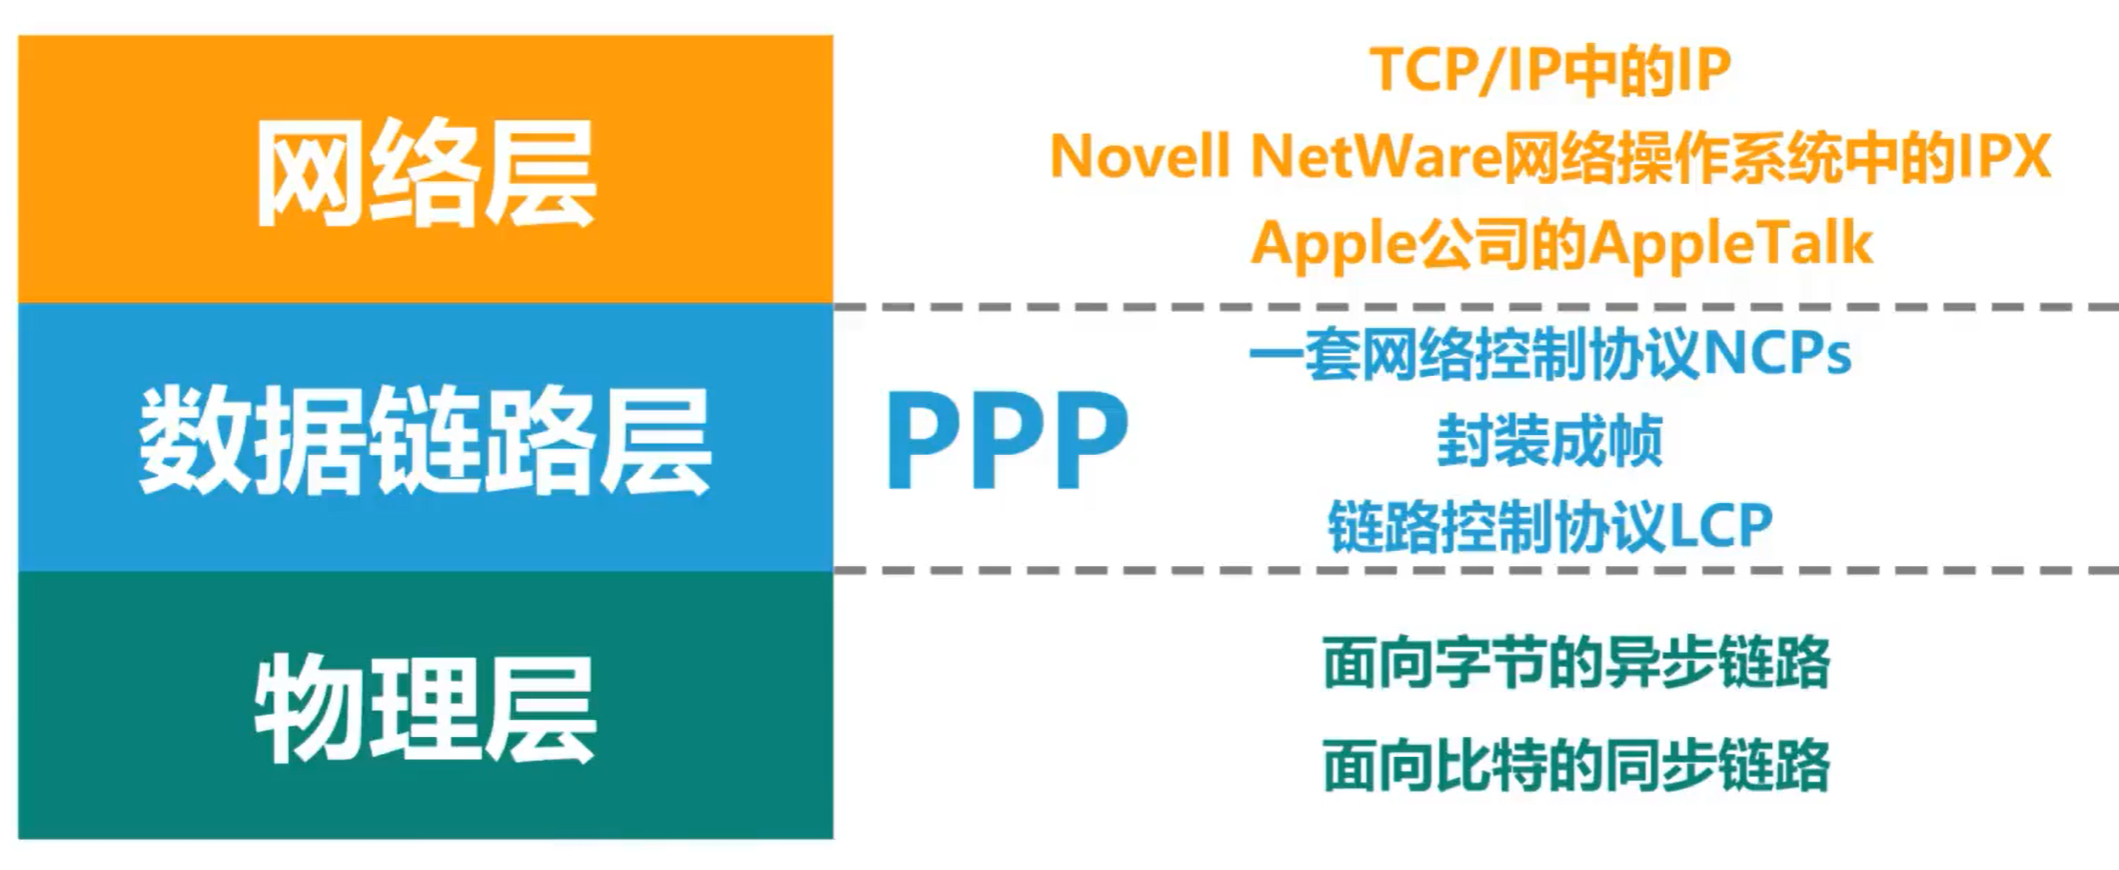 网络层
TCP/IP中的IP
Novell NetWare网络操作系统中的IPX
Apple公司的AppleTalk
数据链路层
PPP
一套网络控制协议NCPs
封装成帧
链路控制协议LCP
物理层
面向字节的异步链路
面向比特的同步链路